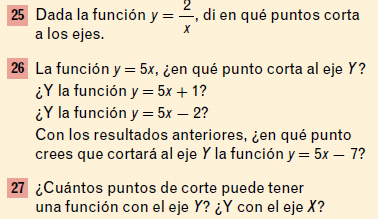 25 Dada la función y = 2/x, di en qué puntos corta
a los ejes.
26 La función y = 5x, ¿en qué punto corta al eje Y?
¿Y la función y = 5x + 1?
¿Y la función y = 5x − 2?
Con los resultados anteriores, ¿en qué punto
crees que cortará al eje Y la función y = 5x − 7?
27 ¿Cuántos puntos de corte puede tener
una función con el eje Y? ¿Y con el eje X?